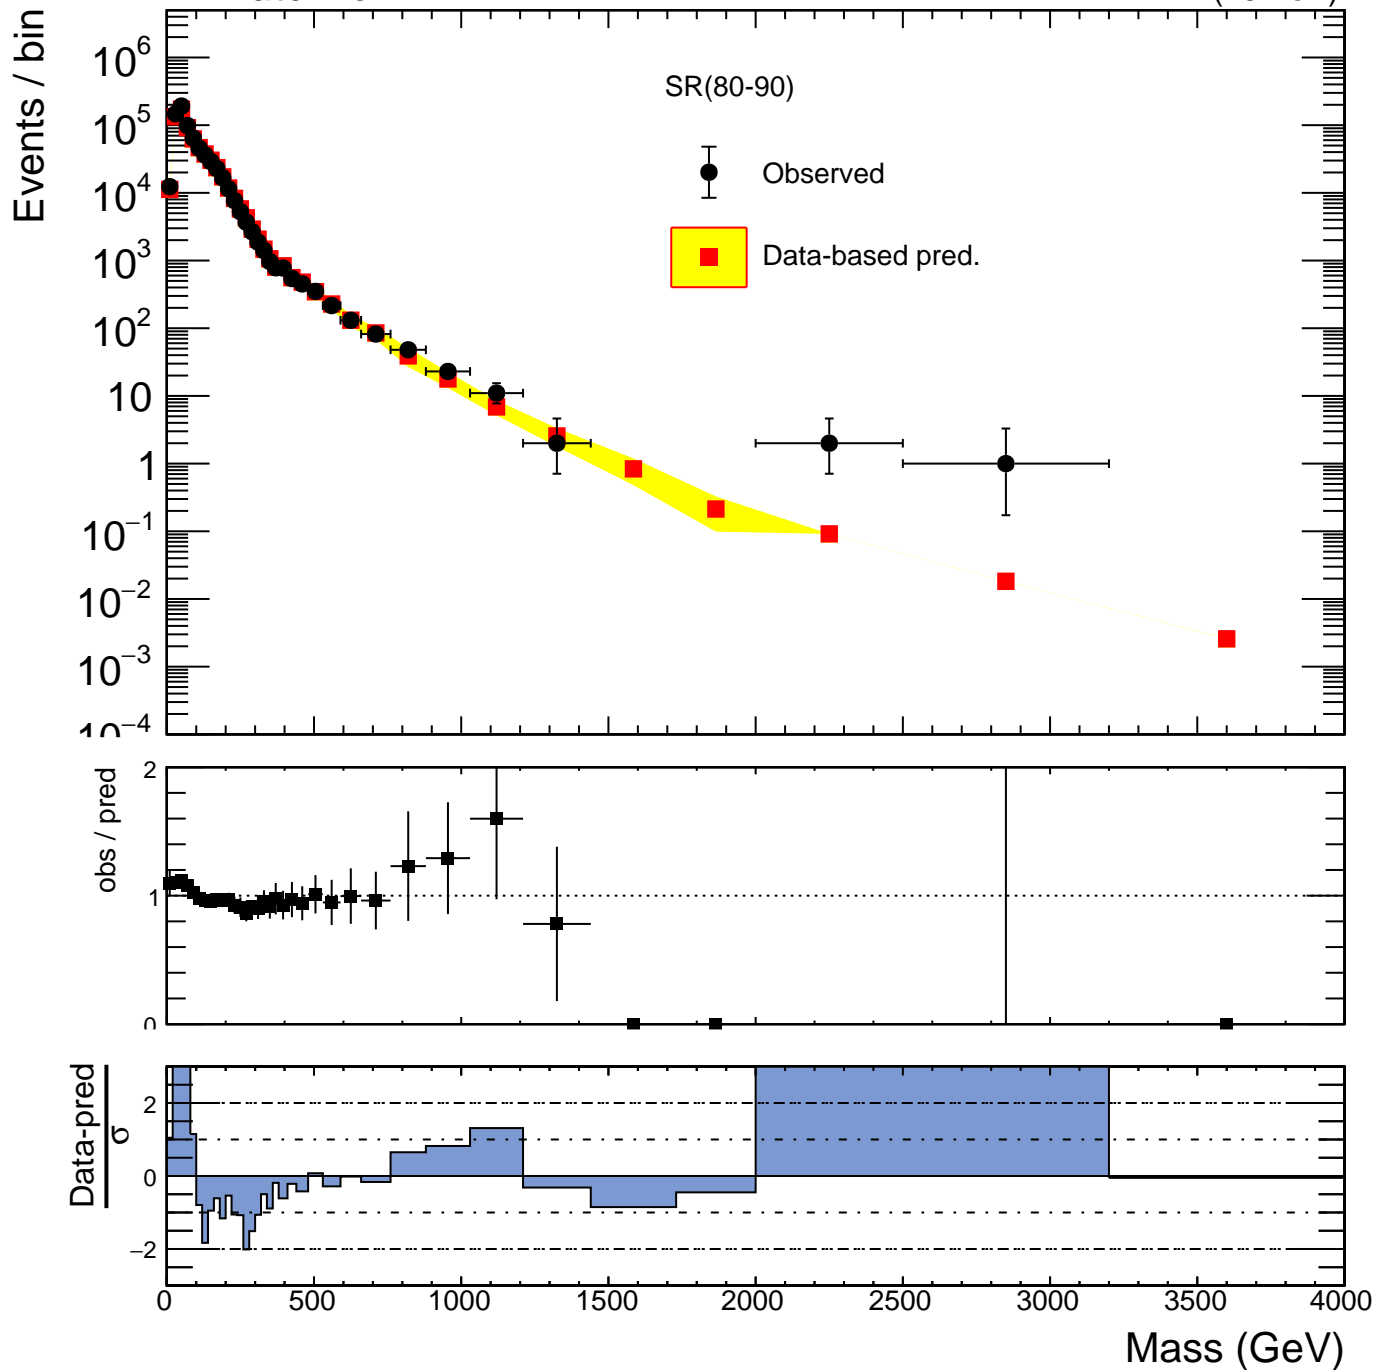 Events / bin
10^6
10^5
10^4
10^3
10^2
10
1
10^−1
10^−2
10^−3
10^−4
SR(80-90)
Observed
Data-based pred.
obs / pred
2
1
0
Data-pred
σ
2
0
−2
0 500 1000 1500 2000 2500 3000 3500 4000
Mass (GeV)